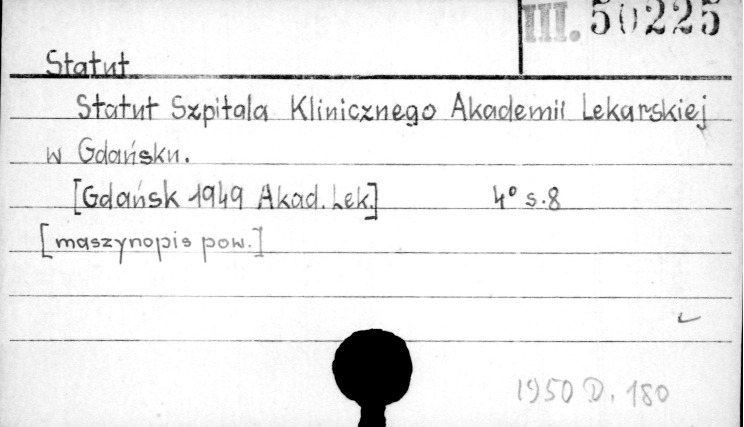 III. 50225
Statut
Statut Szpitala Klinicznego Akademii Lekarskiej
w Gdańsku.
[Gdańsk 1949 Akad. Lek.] 4° s. 8
[maszynopis pow.]
1950 D. 180